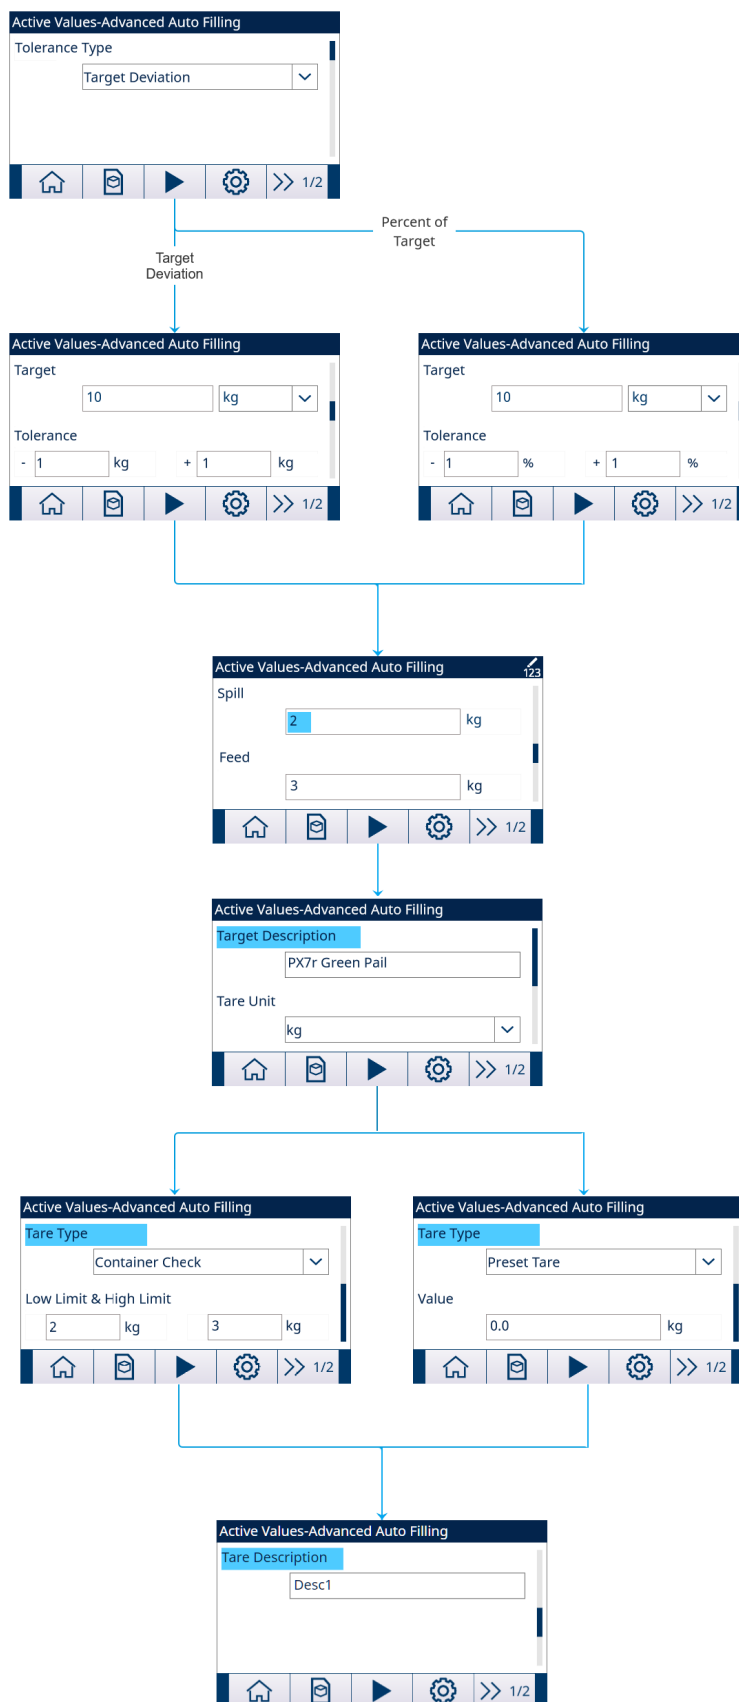 Active Values-Advanced Auto Filling
Tolerance Type
Target Deviation
1/2
Percent of
Target
Target
Deviation
Active Values-Advanced Auto Filling
Target
10 kg
Tolerance
- 1 kg + 1 kg
1/2
Active Values-Advanced Auto Filling
Target
10 kg
Tolerance
- 1 % + 1 %
1/2
Active Values-Advanced Auto Filling
123
Spill
2 kg
Feed
3 kg
1/2
Active Values-Advanced Auto Filling
Target Description
PX7r Green Pail
Tare Unit
kg
1/2
Active Values-Advanced Auto Filling
Tare Type
Container Check
Low Limit & High Limit
2 kg 3 kg
1/2
Active Values-Advanced Auto Filling
Tare Type
Preset Tare
Value
0.0 kg
1/2
Active Values-Advanced Auto Filling
Tare Description
Desc1
1/2